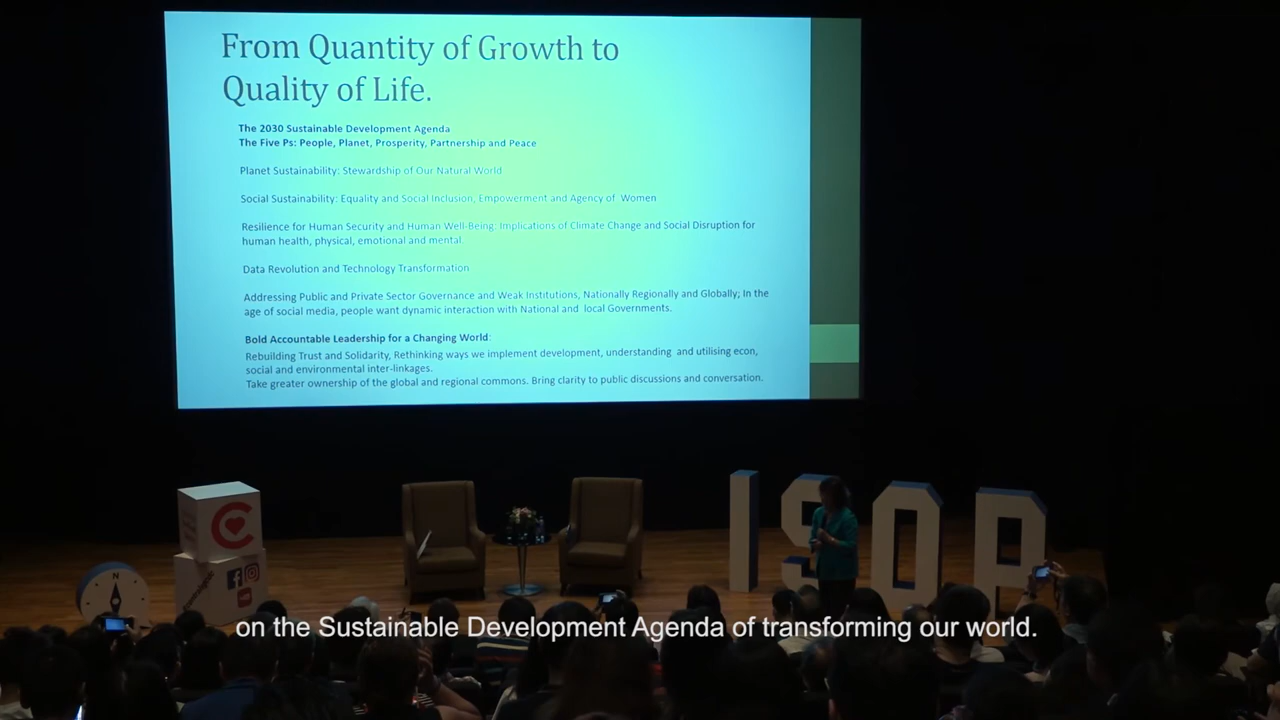 From Quantity of Growth to
Quality of Life.
The 2030 Sustainable Development Agenda
The Five Ps: People, Planet, Prosperity, Partnership and Peace
Planet Sustainability: Stewardship of Our Natural World
Social Sustainability: Equality and Social Inclusion, Empowerment and Agency of Women
Resilience for Human Security and Human Well-Being: Implications of Climate Change and Social Disruption for
human health, physical, emotional and mental.
Data Revolution and Technology Transformation
Addressing Public and Private Sector Governance and Weak Institutions, Nationally Regionally and Globally; In the
age of social media, people want dynamic interaction with National and local Governments.
Bold Accountable Leadership for a Changing World:
Rebuilding Trust and Solidarity, Rethinking ways we implement development, understanding and utilising econ,
social and environmental inter-linkages.
Take greater ownership of the global and regional commons. Bring clarity to public discussions and conversation.
ISOP
N
on the Sustainable Development Agenda of transforming our world.